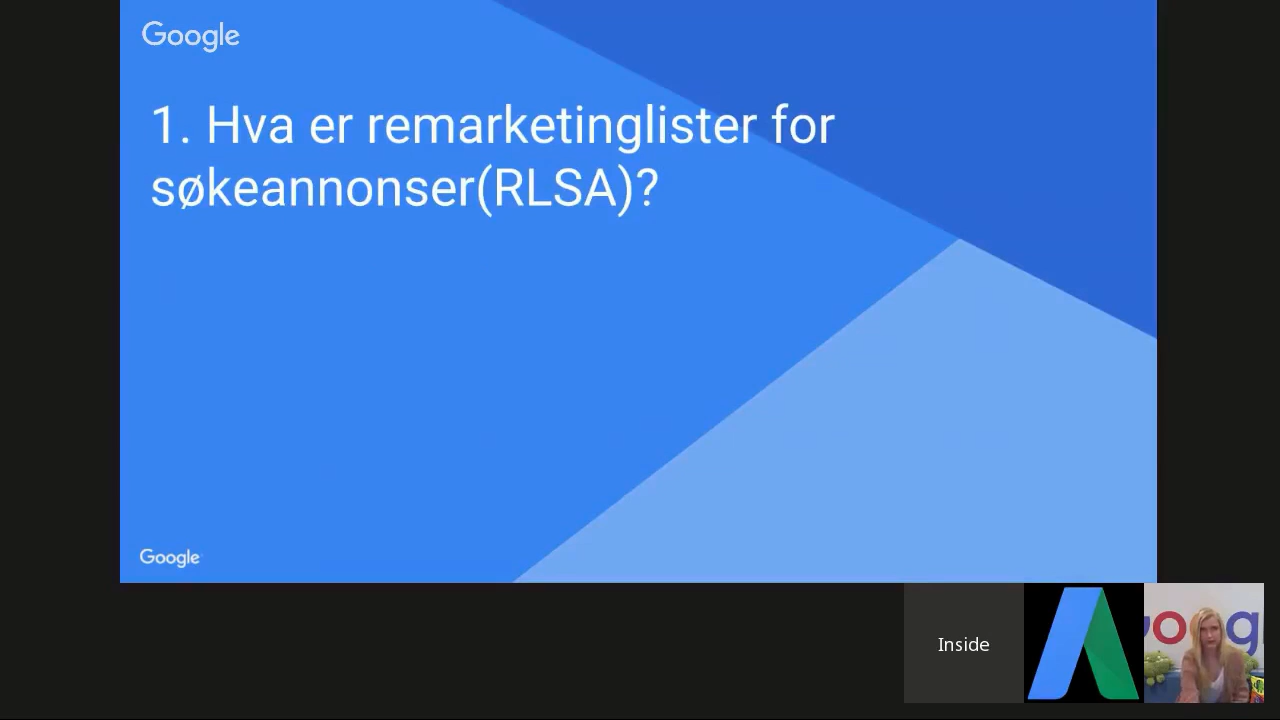 Google
1. Hva er remarketinglister for
søkeannonser(RLSA)?
Google
Inside